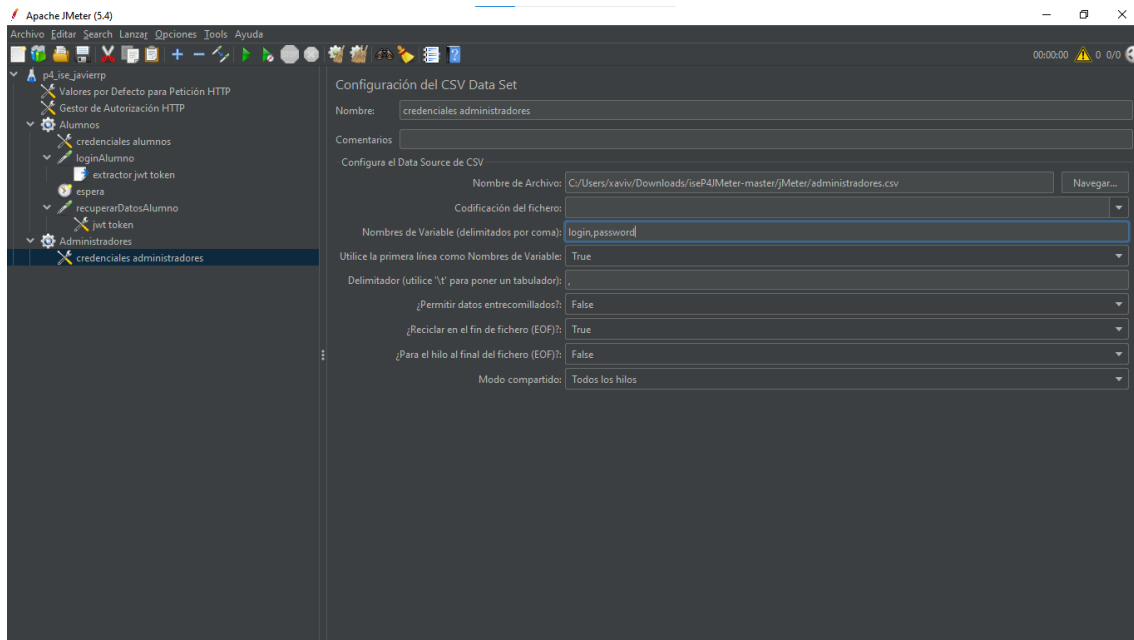 Apache JMeter (5.4)
Archivo Editar Search Lanzar Opciones Tools Ayuda
00:00:00 0 0/0
p4_ise_javierrp
Valores por Defecto para Petición HTTP
Gestor de Autorización HTTP
Alumnos
credenciales alumnos
loginAlumno
extractor jwt token
espera
recuperarDatosAlumno
jwt token
Administradores
credenciales administradores
Configuración del CSV Data Set
Nombre: credenciales administradores
Comentarios
Configura el Data Source de CSV
Nombre de Archivo: C:/Users/xaviv/Downloads/iseP4JMeter-master/jMeter/administradores.csv Navegar...
Codificación del fichero:
Nombres de Variable (delimitados por coma): login,password
Utilice la primera línea como Nombres de Variable: True
Delimitador (utilice '\t' para poner un tabulador): ,
¿Permitir datos entrecomillados?: False
¿Reciclar en el fin de fichero (EOF)?: True
¿Para el hilo al final del fichero (EOF)?: False
Modo compartido: Todos los hilos